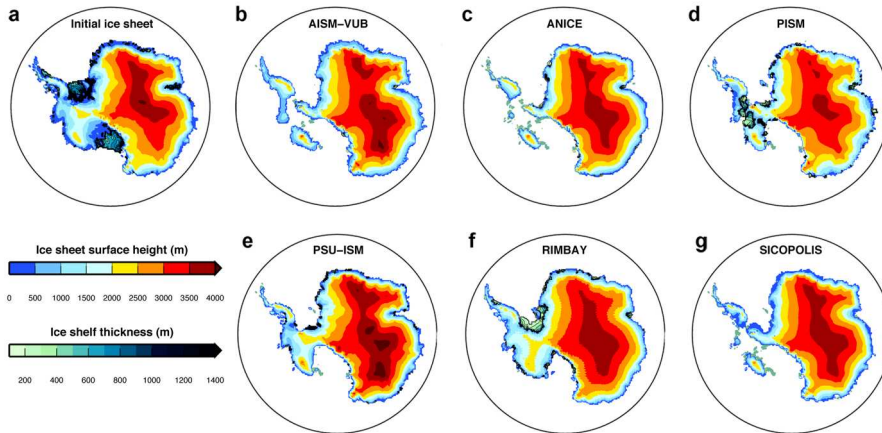 a
Initial ice sheet
b
AISM–VUB
c
ANICE
d
PISM
Ice sheet surface height (m)
0 500 1000 1500 2000 2500 3000 3500 4000
Ice shelf thickness (m)
200 400 600 800 1000 1200 1400
e
PSU–ISM
f
RIMBAY
g
SICOPOLIS